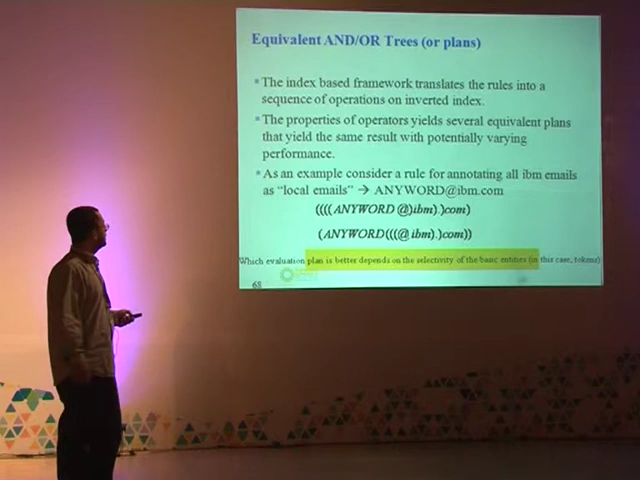 Equivalent AND/OR Trees (or plans)
The index based framework translates the rules into a
sequence of operations on inverted index.
The properties of operators yields several equivalent plans
that yield the same result with potentially varying
performance.
As an example consider a rule for annotating all ibm emails
as “local emails” → ANYWORD@ibm.com
((((ANYWORD @)ibm).)com)
(ANYWORD(((@ibm).)com))
Which evaluation plan is better depends on the selectivity of the basic entities (in this case, tokens)
68